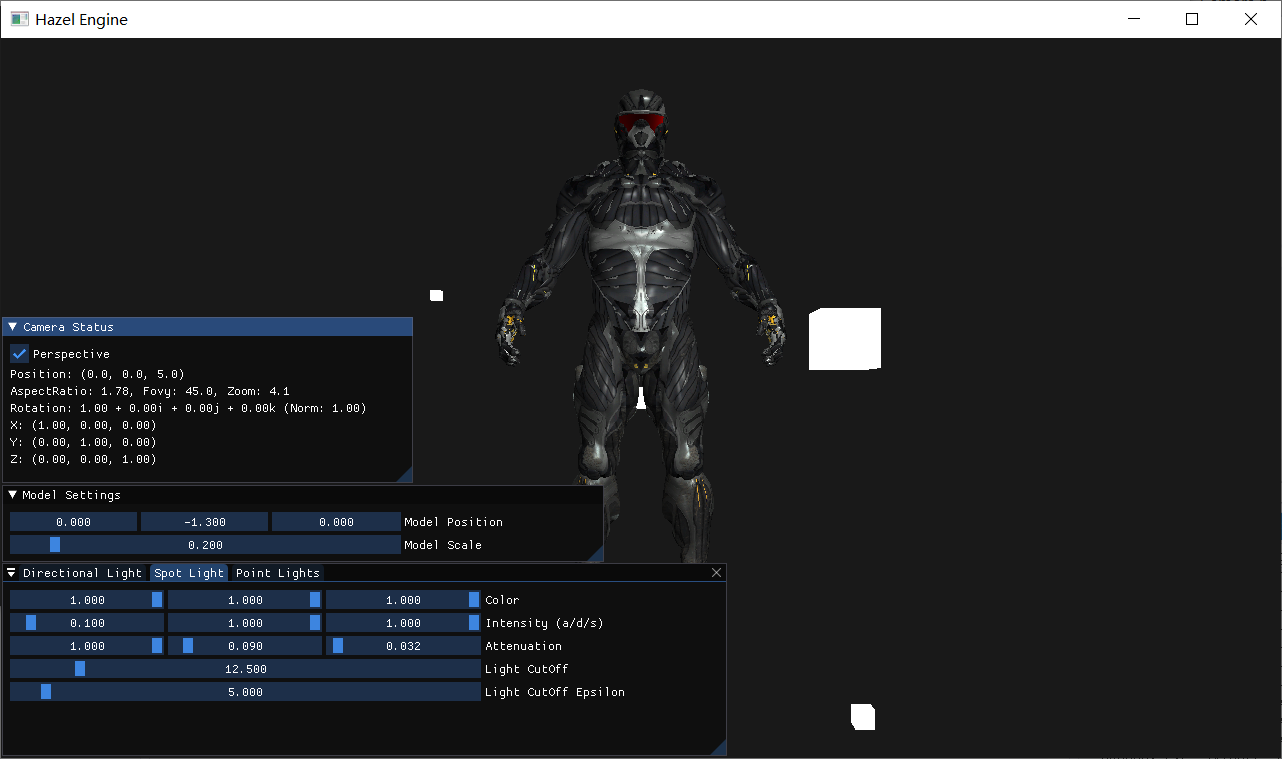 Hazel Engine
Camera Status
Perspective
Position: (0.0, 0.0, 5.0)
AspectRatio: 1.78, Fovy: 45.0, Zoom: 4.1
Rotation: 1.00 + 0.00i + 0.00j + 0.00k (Norm: 1.00)
X: (1.00, 0.00, 0.00)
Y: (0.00, 1.00, 0.00)
Z: (0.00, 0.00, 1.00)
Model Settings
0.000 -1.300 0.000 Model Position
0.200 Model Scale
Directional Light Spot Light Point Lights
1.000 1.000 1.000 Color
0.100 1.000 1.000 Intensity (a/d/s)
1.000 0.090 0.032 Attenuation
12.500 Light CutOff
5.000 Light CutOff Epsilon